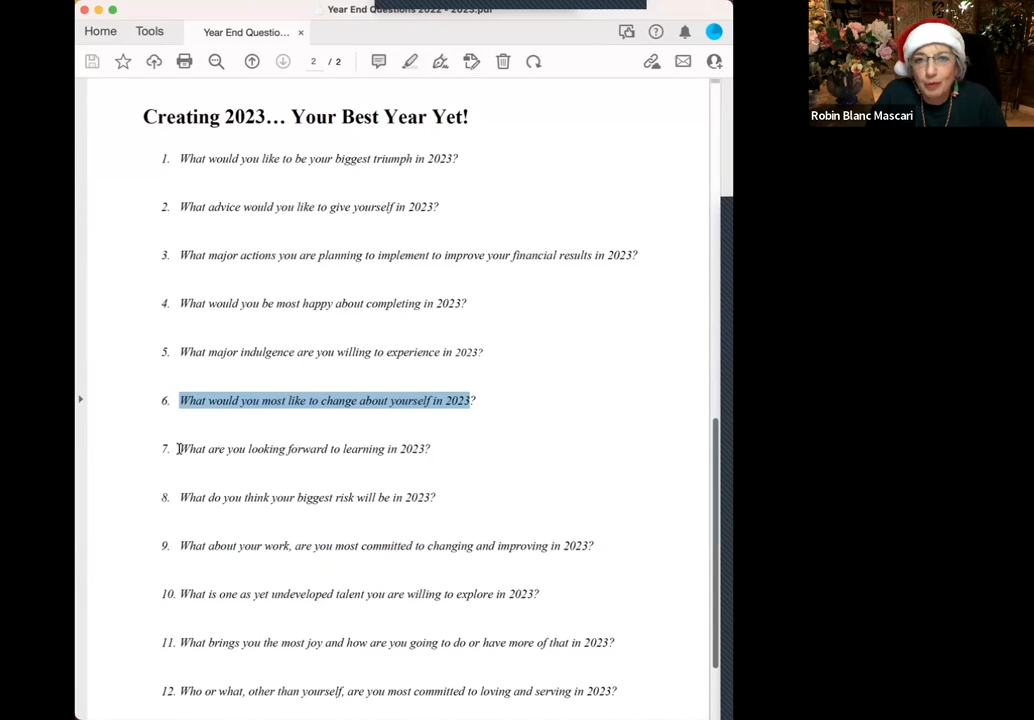 Year End Questions 2022 - 2023.pdf
Home
Tools
Year End Questio...
2 / 2
Robin Blanc Mascari
Creating 2023… Your Best Year Yet!
1. What would you like to be your biggest triumph in 2023?
2. What advice would you like to give yourself in 2023?
3. What major actions you are planning to implement to improve your financial results in 2023?
4. What would you be most happy about completing in 2023?
5. What major indulgence are you willing to experience in 2023?
6. What would you most like to change about yourself in 2023?
7. What are you looking forward to learning in 2023?
8. What do you think your biggest risk will be in 2023?
9. What about your work, are you most committed to changing and improving in 2023?
10. What is one as yet undeveloped talent you are willing to explore in 2023?
11. What brings you the most joy and how are you going to do or have more of that in 2023?
12. Who or what, other than yourself, are you most committed to loving and serving in 2023?